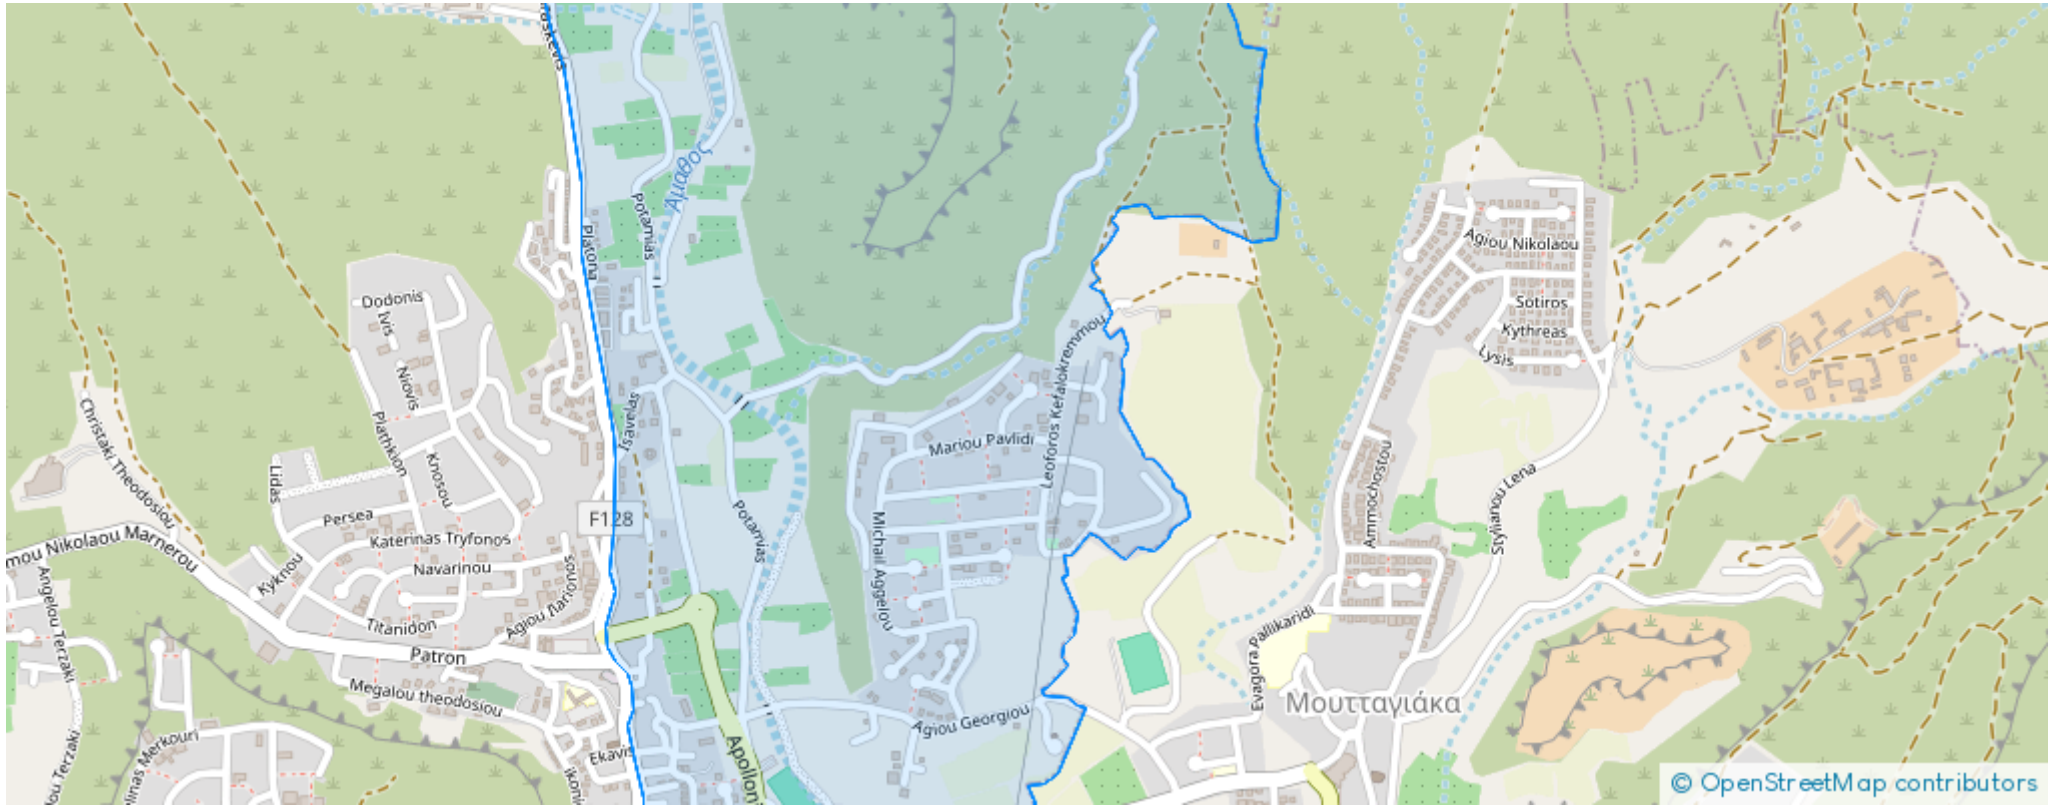 Άμαθος
Potamias
Platona
Agiou Nikolaou
Dodonis
Ivis
Sotiros
Kythreas
Leoforos Kefalokremmou
Lysis
Niovis
Isavelas
Christaki Theodosiou
Plathkion
Mariou Pavlidi
Ammochostou
Knosou
Lidas
Stylianou Lena
Persea
F128
Potamias
Katerinas Tryfonos
Michail Aggelou
mou Nikolaou Marnerou
Navarinou
Kyknou
Angelou Terzaki
Agiou Ilarionos
Titanidon
Evagora Pallikaridi
Patron
Megalou theodosiou
Μουτταγιάκα
Agiou Georgiou
Ekavis
Apollon
© OpenStreetMap contributors